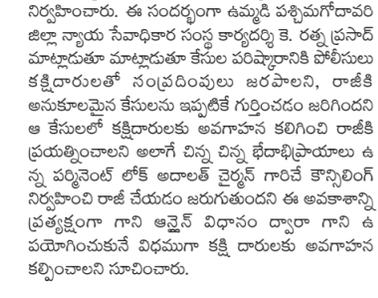 నిర్వహించారు. ఈ సందర్భంగా ఉమ్మడి పశ్చిమగోదావరి
జిల్లా న్యాయ సేవాధికార సంస్థ కార్యదర్శి కె. రత్న ప్రసాద్
మాట్లాడుతూ మాట్లాడుతూ కేసుల పరిష్కారానికి పోలీసులు
కక్షిదారులతో సంప్రదింవులు జరపాలని, రాజీకి
అనుకూలమైన కేసులను ఇప్పటికే గుర్తించడం జరిగిందని
ఆ కేసులలో కక్షిదారులకు అవగాహన కలిగించి రాజీకి
ప్రయత్నించాలని అలాగే చిన్న చిన్న భేదాభిప్రాయాలు ఉ
న్న పర్మినెంట్ లోక్ అదాలత్ చైర్మన్ గారిచే కౌన్సిలింగ్
నిర్వహించి రాజీ చేయడం జరుగుతుందని ఈ అవకాశాన్ని
ప్రత్యక్షంగా గాని ఆన్లైన్ విధానం ద్వారా గాని ఉ
పయోగించుకునే విధముగా కక్షి దారులకు అవగాహన
కల్పించాలని సూచించారు.